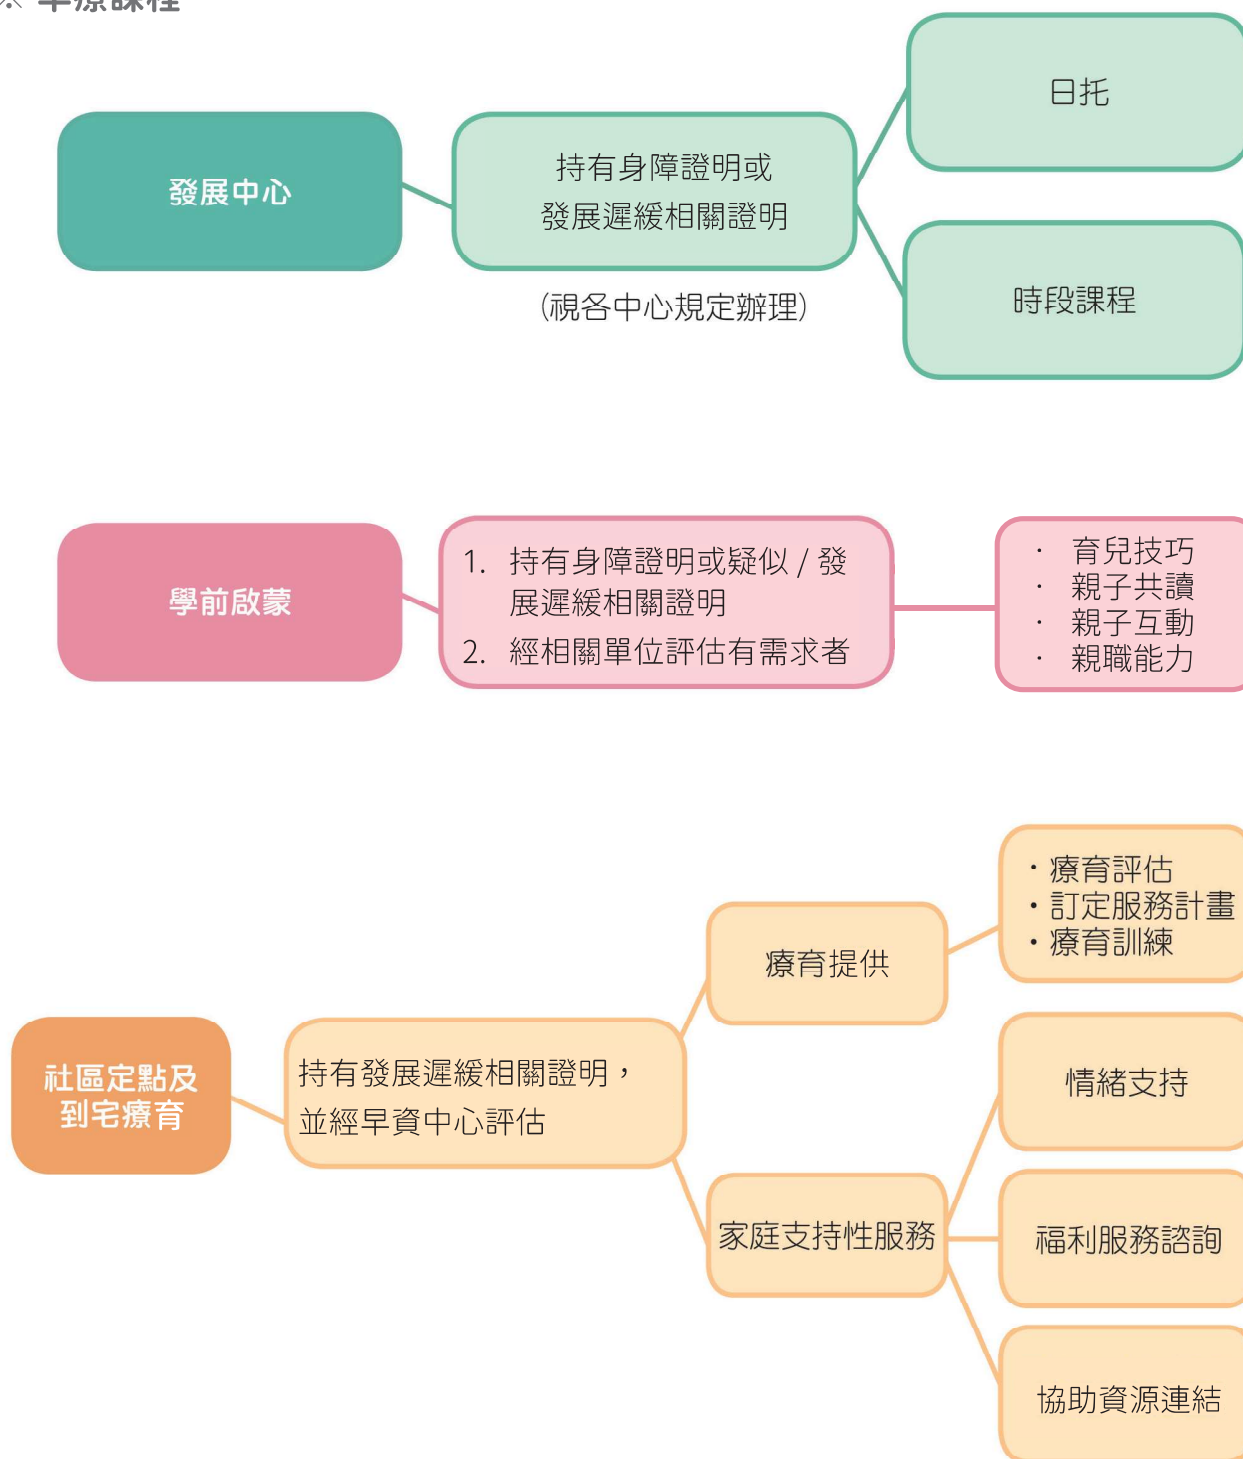 ※ 早療課程
發展中心
持有身障證明或
發展遲緩相關證明
(視各中心規定辦理)
日托
時段課程
學前啟蒙
1. 持有身障證明或疑似 / 發
展遲緩相關證明
2. 經相關單位評估有需求者
· 育兒技巧
· 親子共讀
· 親子互動
· 親職能力
社區定點及
到宅療育
持有發展遲緩相關證明，
並經早資中心評估
療育提供
・療育評估
・訂定服務計畫
・療育訓練
家庭支持性服務
情緒支持
福利服務諮詢
協助資源連結